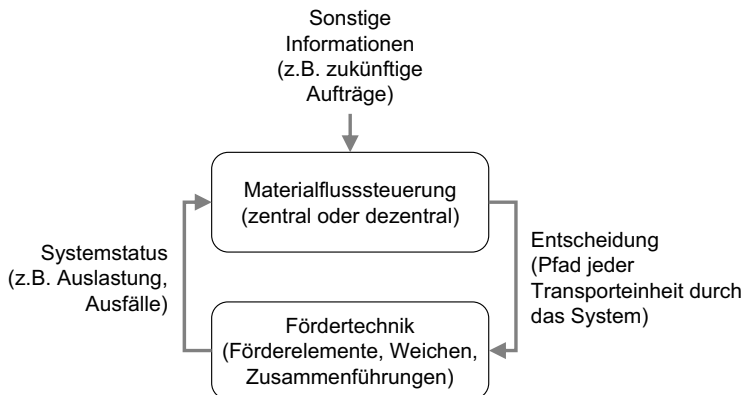 Sonstige
Informationen
(z.B. zukünftige
Aufträge)
Materialflusssteuerung
(zentral oder dezentral)
Systemstatus
(z.B. Auslastung,
Ausfälle)
Entscheidung
(Pfad jeder
Transporteinheit durch
das System)
Fördertechnik
(Förderelemente, Weichen,
Zusammenführungen)